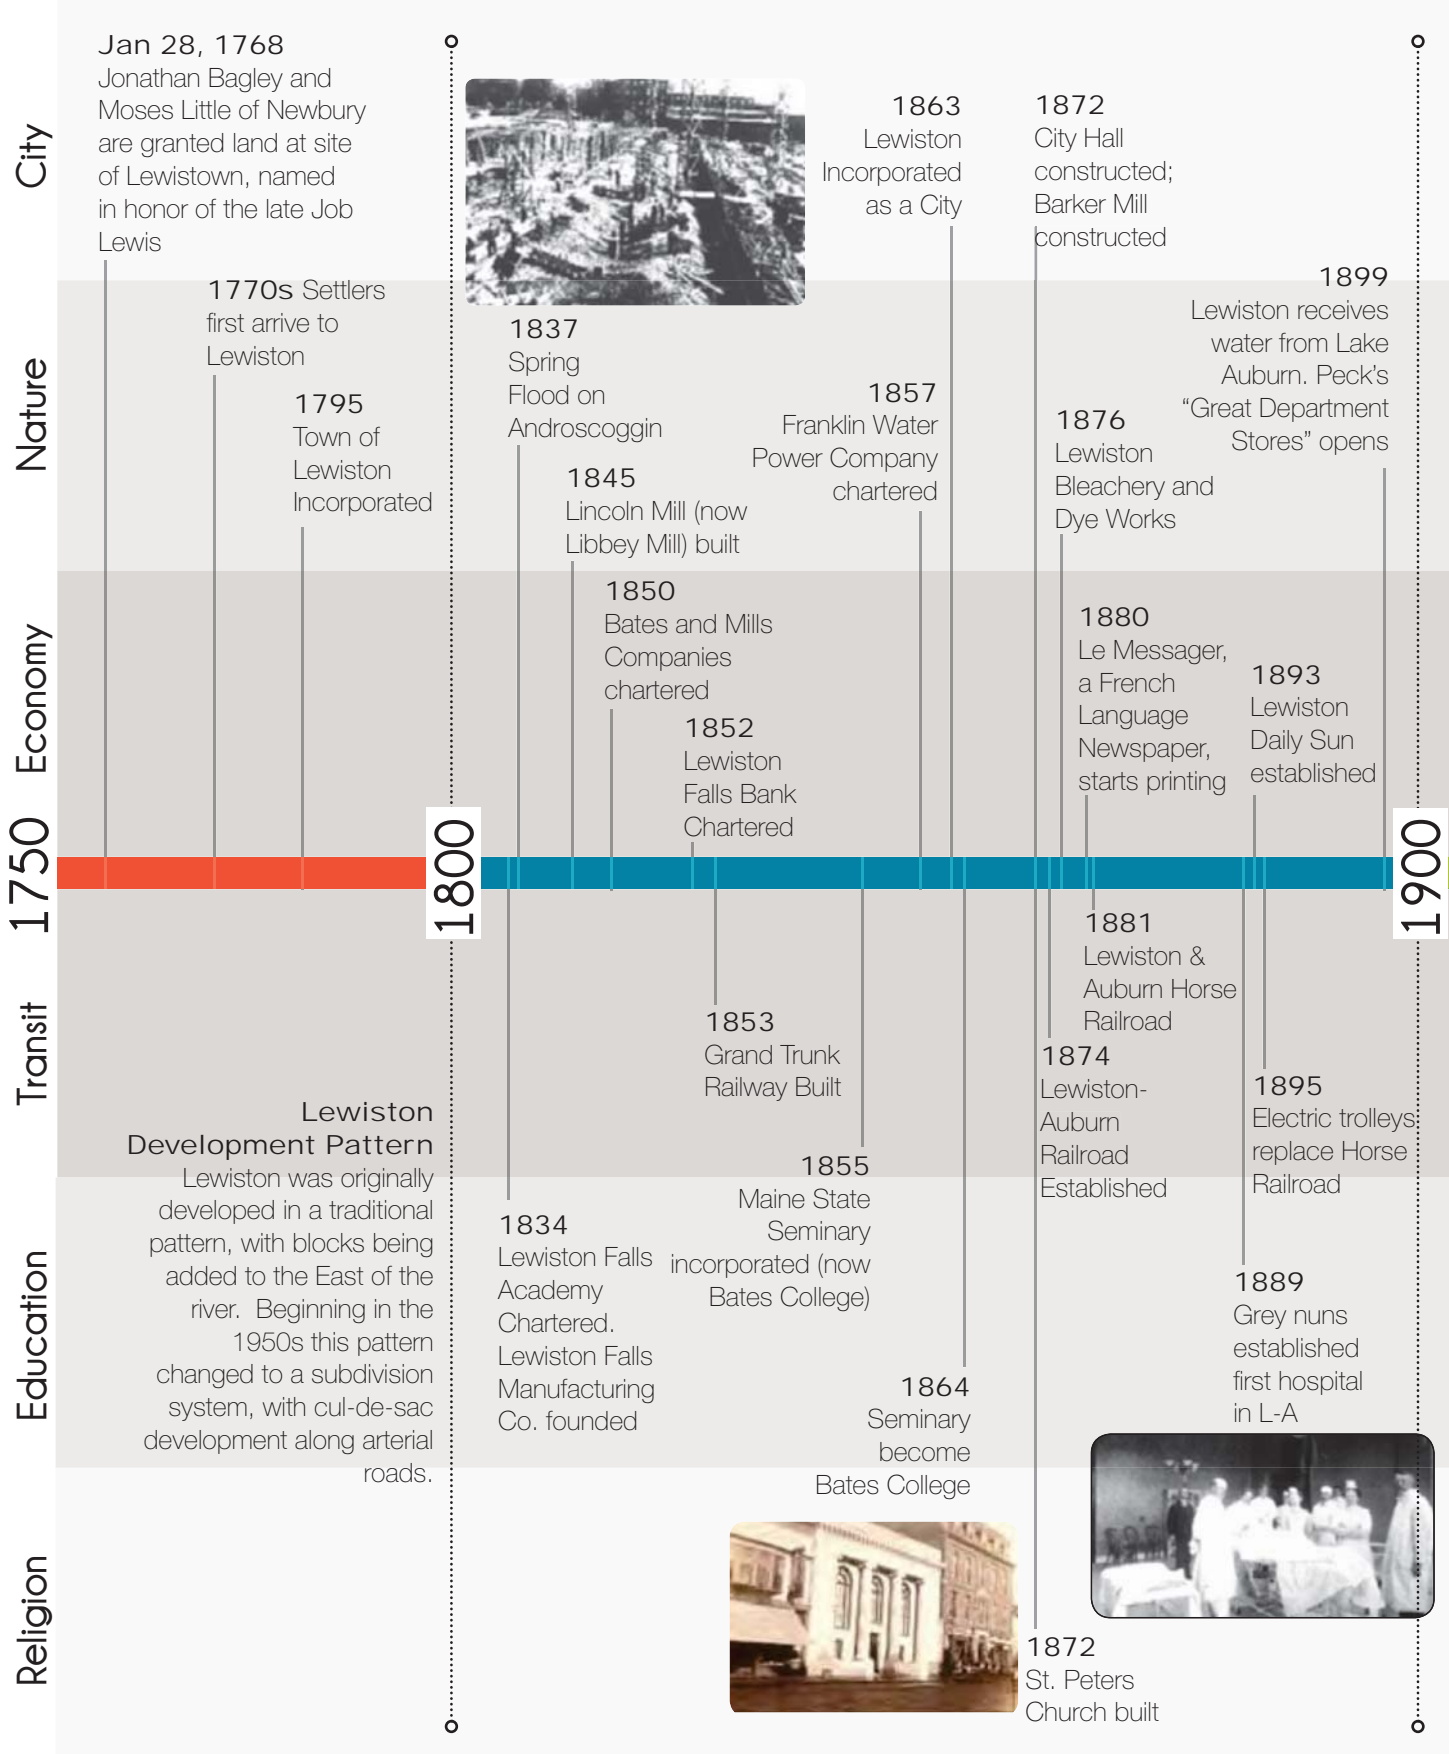 City
Nature
Economy
1750
Transit
Education
Religion
Jan 28, 1768
Jonathan Bagley and
Moses Little of Newbury
are granted land at site
of Lewistown, named
in honor of the late Job
Lewis
1770s Settlers
first arrive to
Lewiston
1795
Town of
Lewiston
Incorporated
1800
1837
Spring
Flood on
Androscoggin
1845
Lincoln Mill (now
Libbey Mill) built
1850
Bates and Mills
Companies
chartered
1852
Lewiston
Falls Bank
Chartered
1857
Franklin Water
Power Company
chartered
1863
Lewiston
Incorporated
as a City
1872
City Hall
constructed;
Barker Mill
constructed
1876
Lewiston
Bleachery and
Dye Works
1880
Le Messager,
a French
Language
Newspaper,
starts printing
1893
Lewiston
Daily Sun
established
1899
Lewiston receives
water from Lake
Auburn. Peck’s
“Great Department
Stores” opens
1900
Lewiston
Development Pattern
Lewiston was originally
developed in a traditional
pattern, with blocks being
added to the East of the
river.  Beginning in the
1950s this pattern
changed to a subdivision
system, with cul-de-sac
development along arterial
roads.
1834
Lewiston Falls
Academy
Chartered.
Lewiston Falls
Manufacturing
Co. founded
1853
Grand Trunk
Railway Built
1855
Maine State
Seminary
incorporated (now
Bates College)
1864
Seminary
become
Bates College
1872
St. Peters
Church built
1874
Lewiston-
Auburn
Railroad
Established
1881
Lewiston &
Auburn Horse
Railroad
1889
Grey nuns
established
first hospital
in L-A
1895
Electric trolleys
replace Horse
Railroad